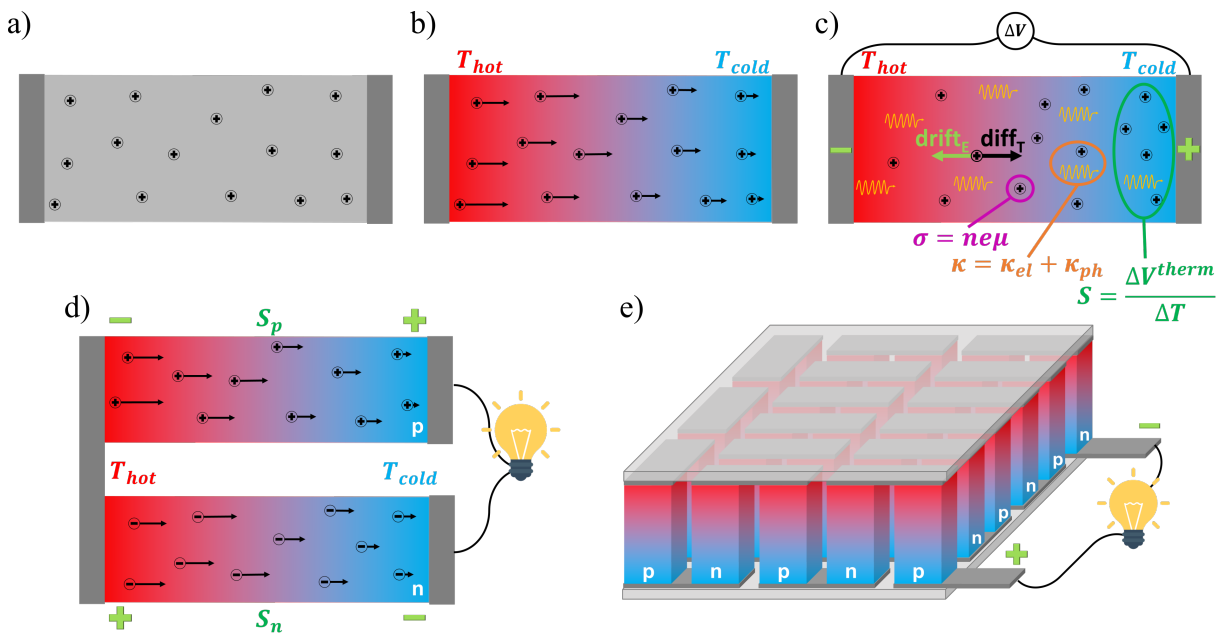 a)
b)
c)
T_hot
T_cold
ΔV
T_hot
T_cold
−
+
drift_E
diff_T
σ = neμ
κ = κ_el + κ_ph
S = ΔV^therm / ΔT
d)
−
S_p
+
p
T_hot
T_cold
n
+
S_n
−
e)
n
p
n
p
n
p
n
p
n
p
−
+